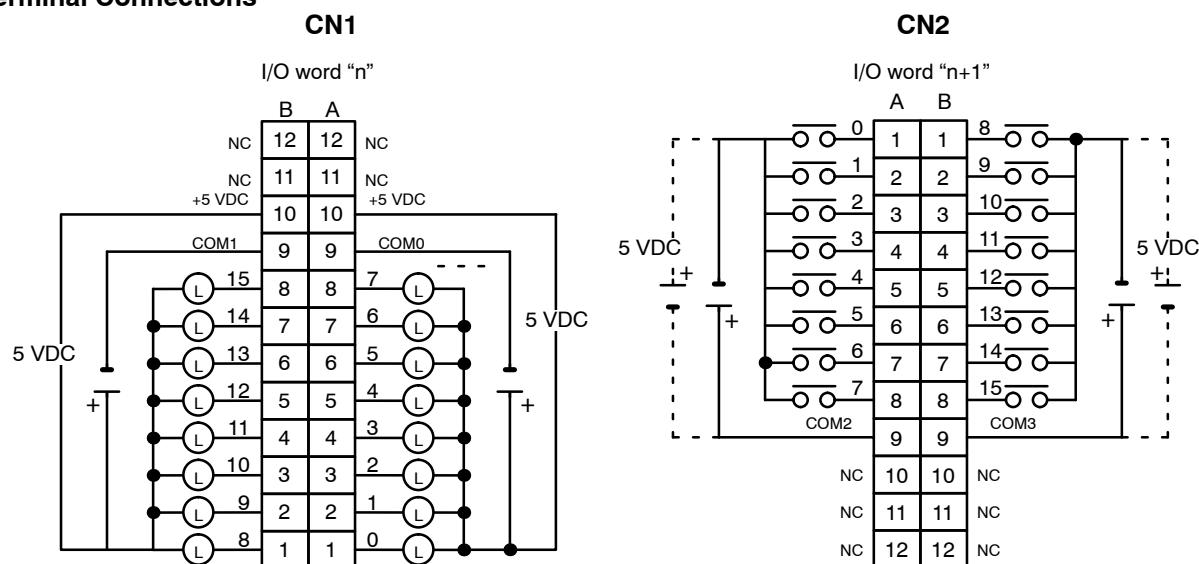 erminal Connections
CN1
I/O word “n”
B A
NC 12 12 NC
NC 11 11 NC
+5 VDC 10 10 +5 VDC
COM1 9 9 COM0
L 15 8 8 7 L
L 14 7 7 6 L
L 13 6 6 5 L
L 12 5 5 4 L
L 11 4 4 3 L
L 10 3 3 2 L
L 9 2 2 1 L
L 8 1 1 0 L
5 VDC
+
5 VDC
+
CN2
I/O word “n+1”
A B
0 1 1 8
1 2 2 9
2 3 3 10
3 4 4 11
4 5 5 12
5 6 6 13
6 7 7 14
7 8 8 15
COM2 9 9 COM3
NC 10 10 NC
NC 11 11 NC
NC 12 12 NC
5 VDC
+
+
5 VDC
+
+